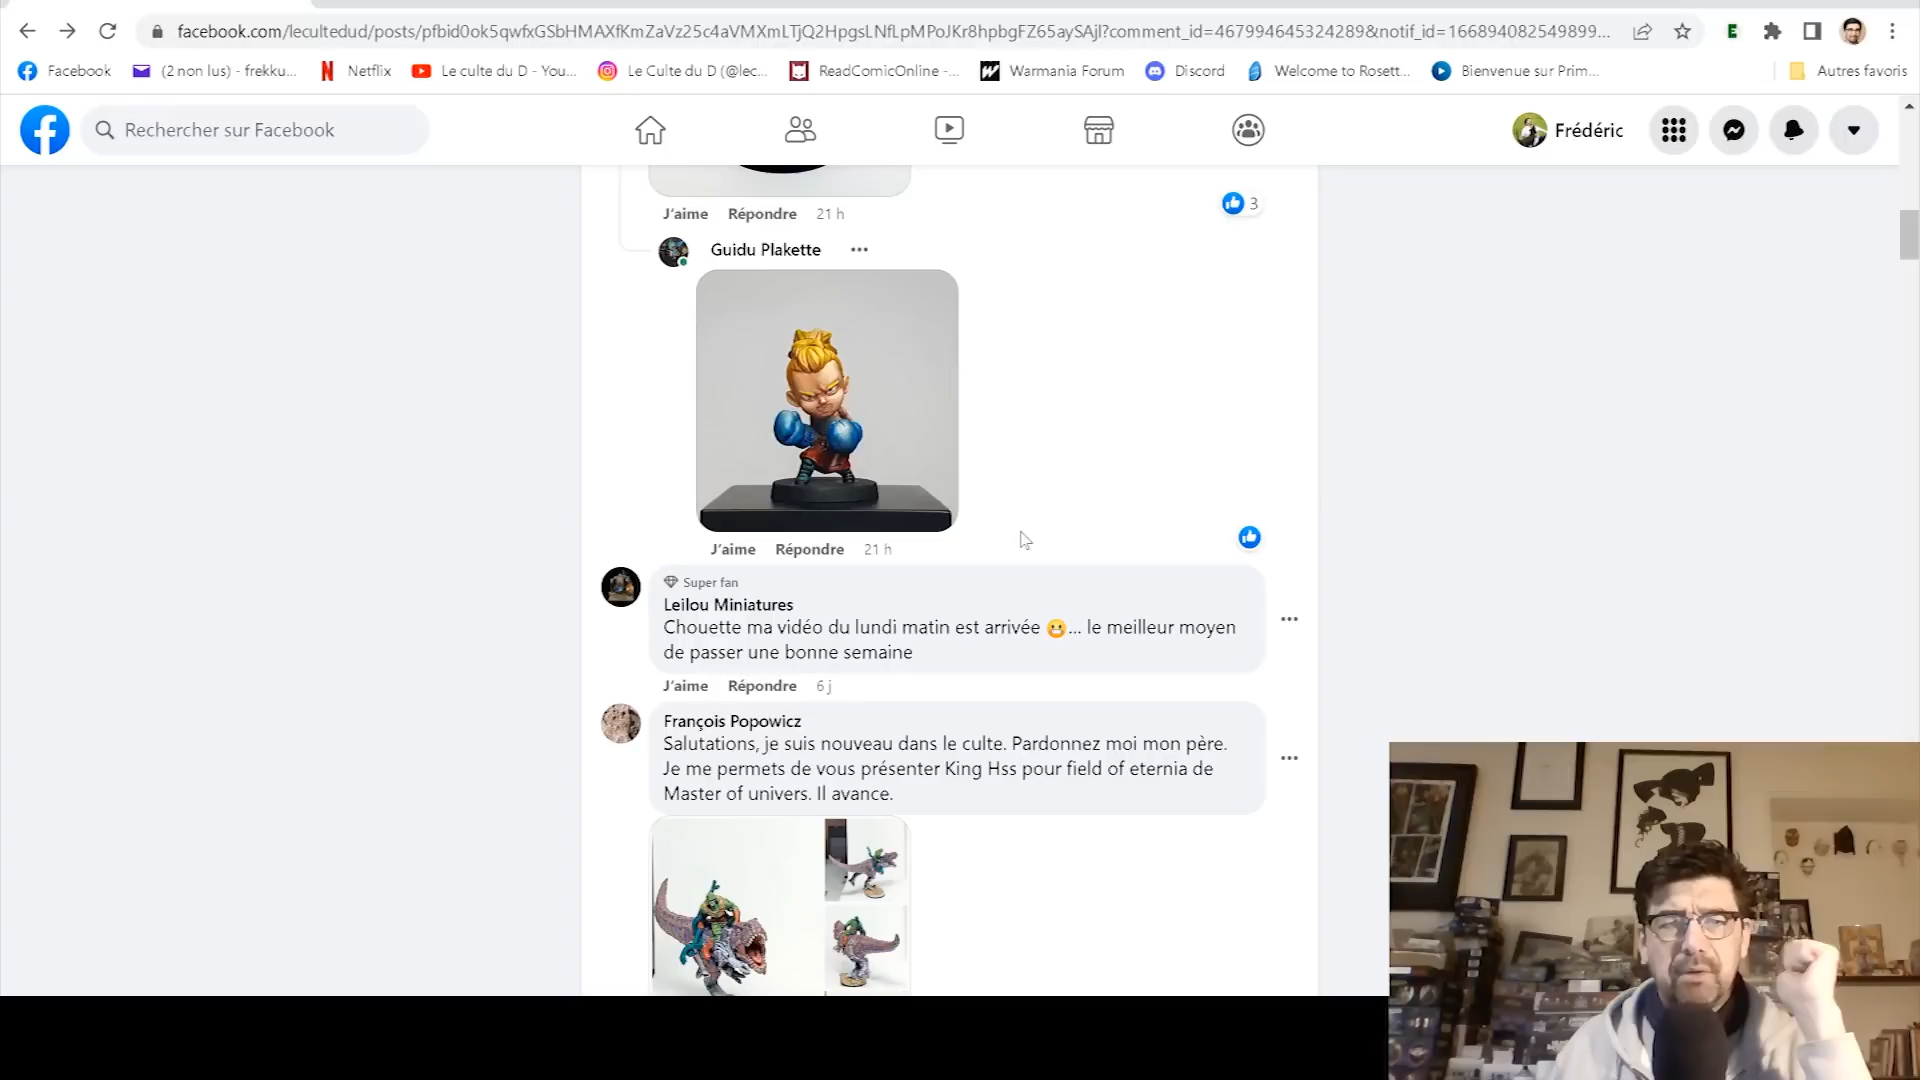 facebook.com/lecultedud/posts/pfbid0ok5qwfxGSbHMAXfKmZaVz25c4aVMXmLTjQ2HpgsLNfLpMPoJKr8hpbgFZ65aySAjl?comment_id=467994645324289&notif_id=166894082549899...
Facebook (2 non lus) - frekku... Netflix Le culte du D - You... Le Culte du D (@lec... ReadComicOnline -... Warmania Forum Discord Welcome to Rosett... Bienvenue sur Prim... Autres favoris
Rechercher sur Facebook Frédéric
J'aime Répondre 21 h 3
Guidu Plakette
J'aime Répondre 21 h
Super fan
Leilou Miniatures
Chouette ma vidéo du lundi matin est arrivée 😬... le meilleur moyen
de passer une bonne semaine
J'aime Répondre 6 j
François Popowicz
Salutations, je suis nouveau dans le culte. Pardonnez moi mon père.
Je me permets de vous présenter King Hss pour field of eternia de
Master of univers. Il avance.